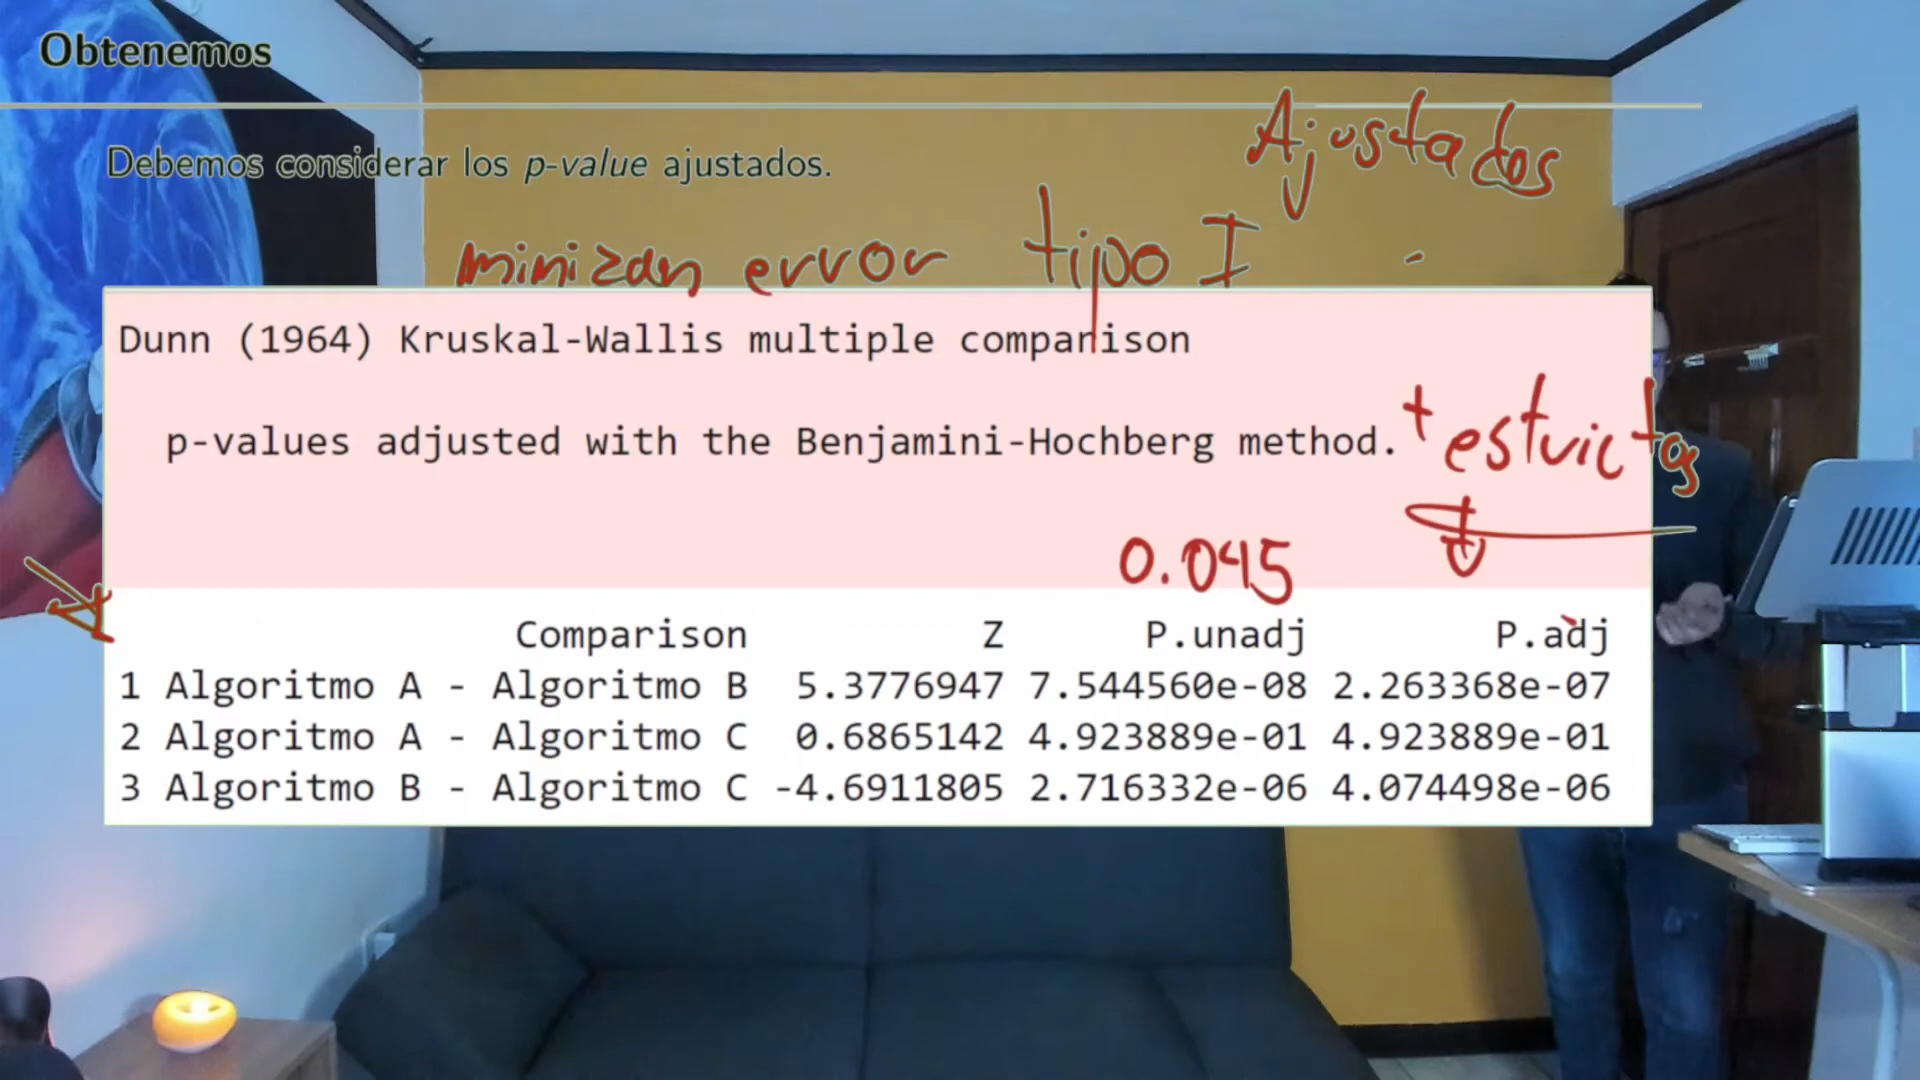 Obtenemos
Ajustados
Debemos considerar los p-value ajustados.
minizan error tipo I
Dunn (1964) Kruskal-Wallis multiple comparison
p-values adjusted with the Benjamini-Hochberg method.
+ estrictos
0.045
Comparison Z P.unadj P.adj
1 Algoritmo A - Algoritmo B 5.3776947 7.544560e-08 2.263368e-07
2 Algoritmo A - Algoritmo C 0.6865142 4.923889e-01 4.923889e-01
3 Algoritmo B - Algoritmo C -4.6911805 2.716332e-06 4.074498e-06